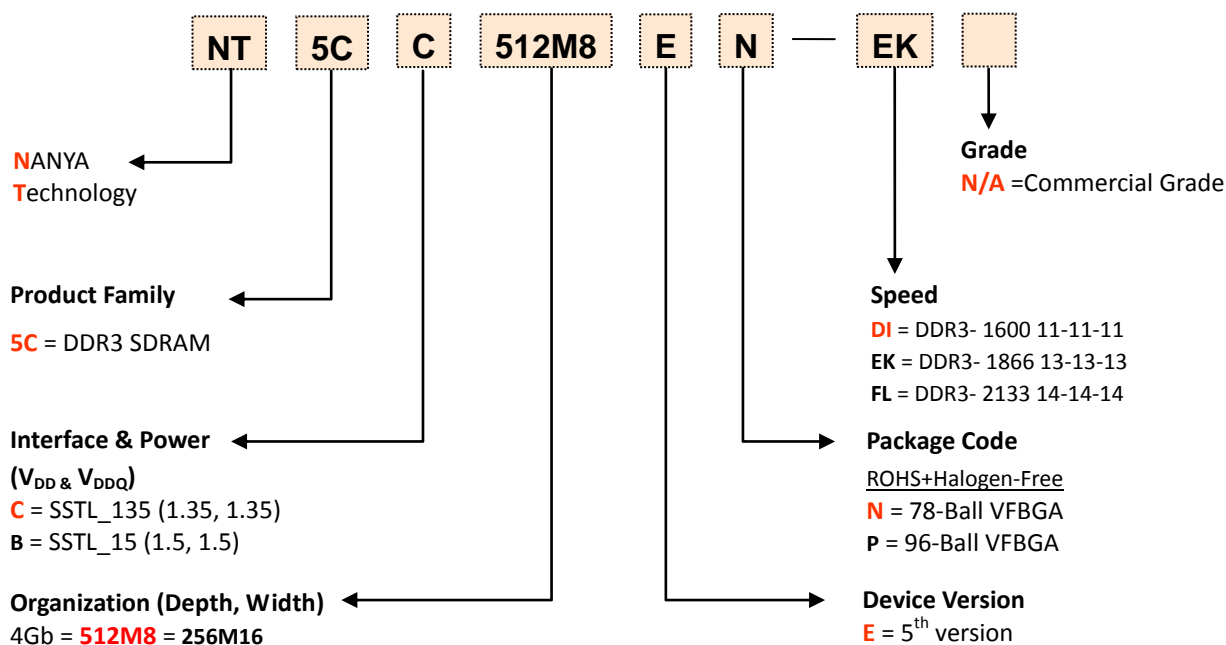 NT 5C C 512M8 E N — EK
NANYA
Technology
Grade
N/A =Commercial Grade
Product Family
5C = DDR3 SDRAM
Speed
DI = DDR3- 1600 11-11-11
EK = DDR3- 1866 13-13-13
FL = DDR3- 2133 14-14-14
Interface & Power
(VDD & VDDQ)
C = SSTL_135 (1.35, 1.35)
B = SSTL_15 (1.5, 1.5)
Package Code
ROHS+Halogen-Free
N = 78-Ball VFBGA
P = 96-Ball VFBGA
Organization (Depth, Width)
4Gb = 512M8 = 256M16
Device Version
E = 5th version